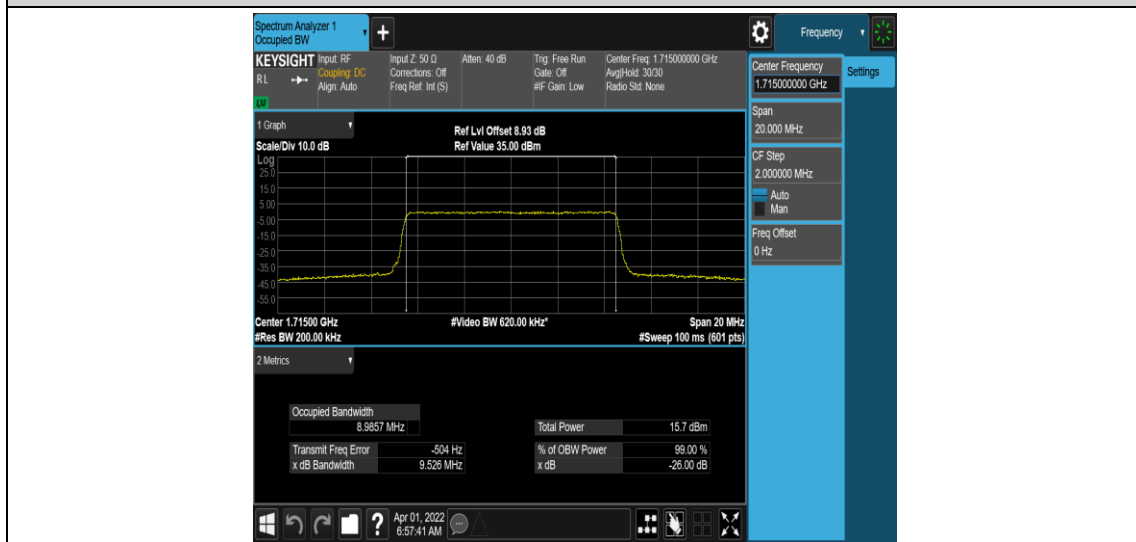 Spectrum Analyzer 1
Occupied BW
+
Frequency
KEYSIGHT
RL
LXI
Input: RF
Coupling: DC
Align: Auto
Input Z: 50 Ω
Corrections: Off
Freq Ref: Int (S)
Atten: 40 dB
Trig: Free Run
Gate: Off
#IF Gain: Low
Center Freq: 1.715000000 GHz
Avg|Hold: 30/30
Radio Std: None
Center Frequency
1.715000000 GHz
Settings
Span
20.000 MHz
CF Step
2.000000 MHz
Auto
Man
Freq Offset
0 Hz
1 Graph
Ref Lvl Offset 8.93 dB
Scale/Div 10.0 dB
Ref Value 35.00 dBm
Log
25.0
15.0
5.00
-5.00
-15.0
-25.0
-35.0
-45.0
-55.0
Center 1.71500 GHz
#Video BW 620.00 kHz*
Span 20 MHz
#Res BW 200.00 kHz
#Sweep 100 ms (601 pts)
2 Metrics
Occupied Bandwidth
8.9857 MHz
Total Power 15.7 dBm
Transmit Freq Error -504 Hz
% of OBW Power 99.00 %
x dB Bandwidth 9.526 MHz
x dB -26.00 dB
?
Apr 01, 2022
6:57:41 AM